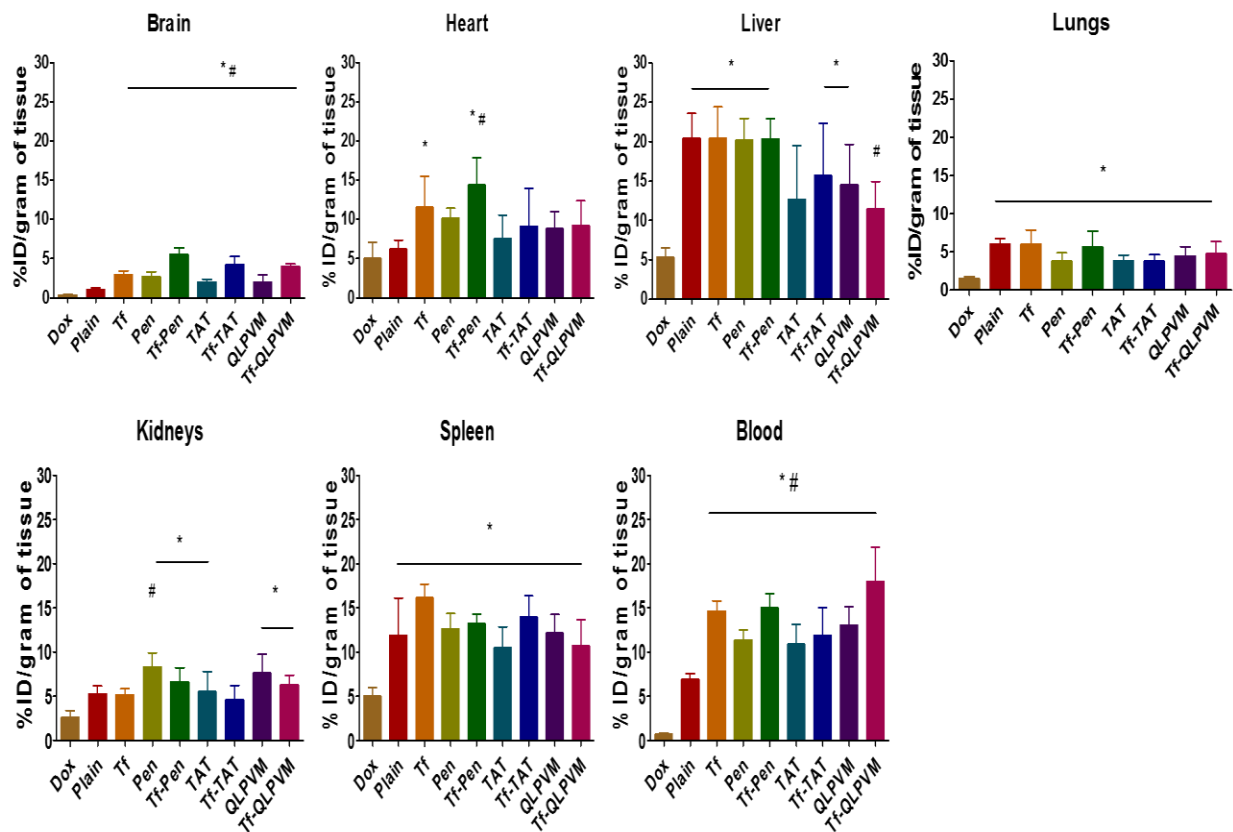 Brain
%ID/gram of tissue
30
25
20
15
10
5
0
* #
Dox
Plain
Tf
Pen
Tf-Pen
TAT
Tf-TAT
QLPVM
Tf-QLPVM
Heart
% ID/gram of tissue
30
25
20
15
10
5
0
*
* #
Dox
Plain
Tf
Pen
Tf-Pen
TAT
Tf-TAT
QLPVM
Tf-QLPVM
Liver
% ID/gram of tissue
30
25
20
15
10
5
0
*
*
#
Dox
Plain
Tf
Pen
Tf-Pen
TAT
Tf-TAT
QLPVM
Tf-QLPVM
Lungs
%ID/gram of tissue
30
25
20
15
10
5
0
*
Dox
Plain
Tf
Pen
Tf-Pen
TAT
Tf-TAT
QLPVM
Tf-QLPVM
Kidneys
%ID/gram of tissue
30
25
20
15
10
5
0
*
#
*
Dox
Plain
Tf
Pen
Tf-Pen
TAT
Tf-TAT
QLPVM
Tf-QLPVM
Spleen
% ID/gram of tissue
30
25
20
15
10
5
0
*
Dox
Plain
Tf
Pen
Tf-Pen
TAT
Tf-TAT
QLPVM
Tf-QLPVM
Blood
% ID/gram of tissue
30
25
20
15
10
5
0
* #
Dox
Plain
Tf
Pen
Tf-Pen
TAT
Tf-TAT
QLPVM
Tf-QLPVM